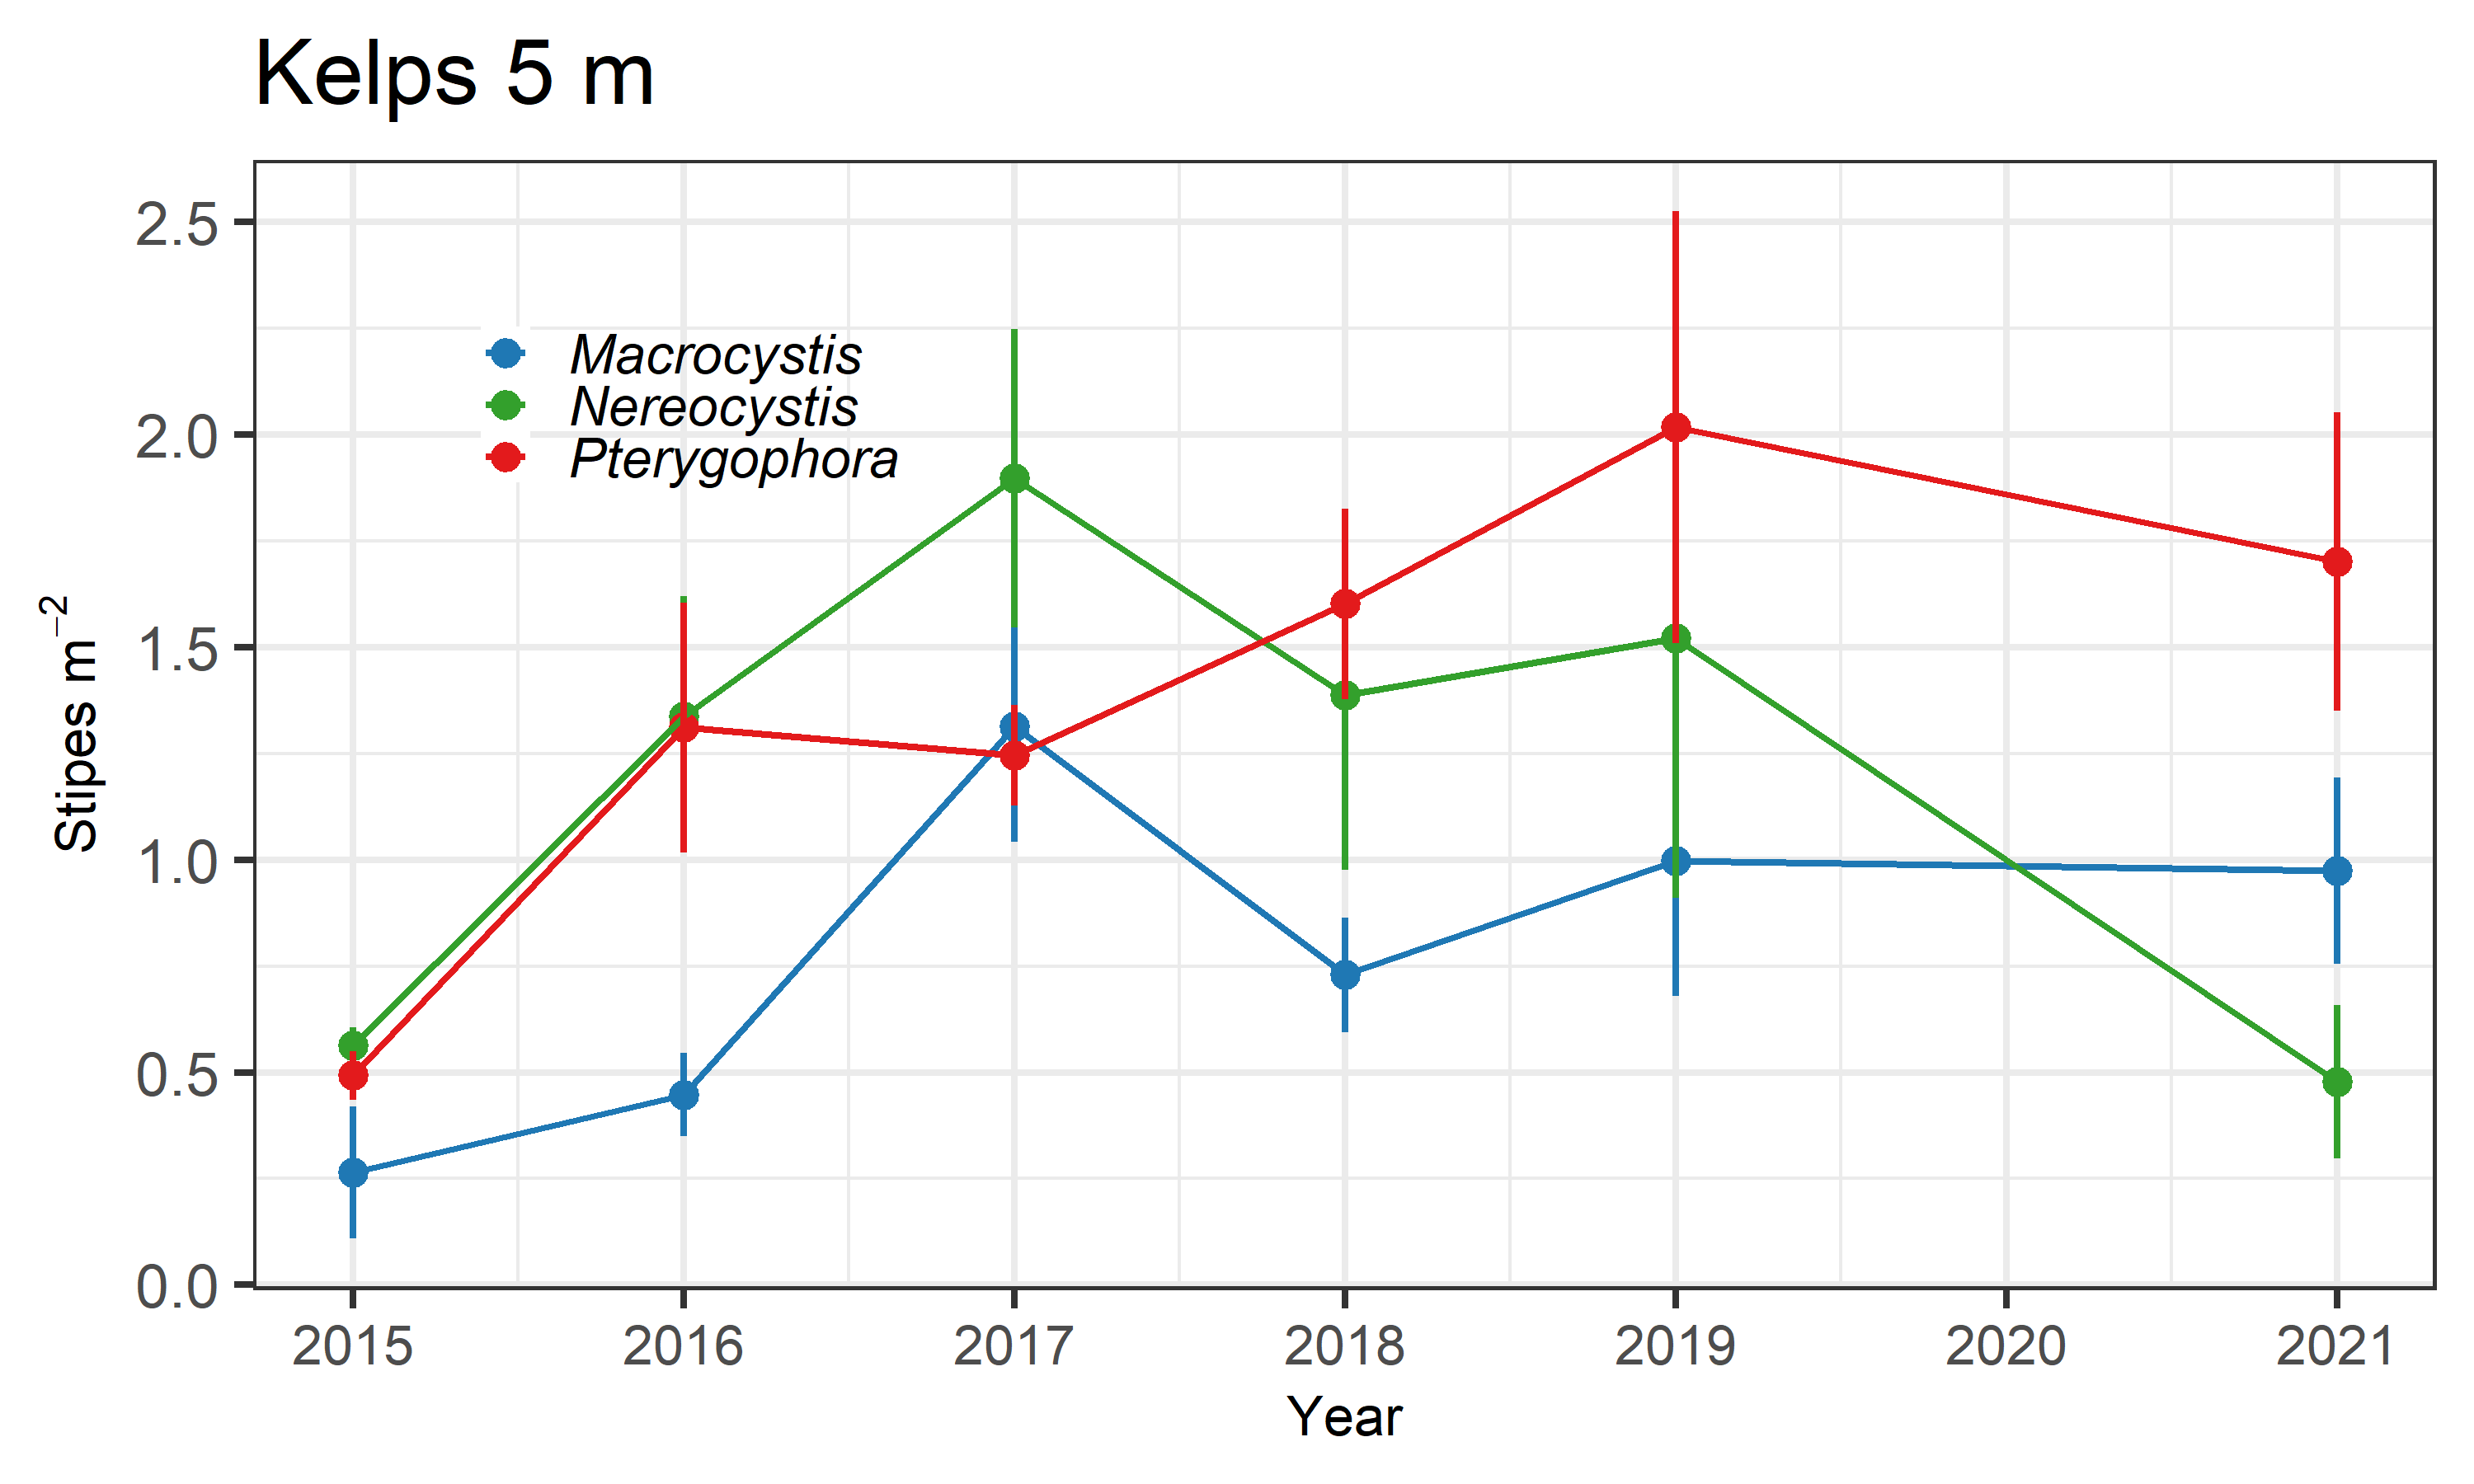 Kelps 5 m
2.5
2.0
1.5
1.0
0.5
0.0
Stipes m⁻²
Macrocystis
Nereocystis
Pterygophora
2015 2016 2017 2018 2019 2020 2021
Year